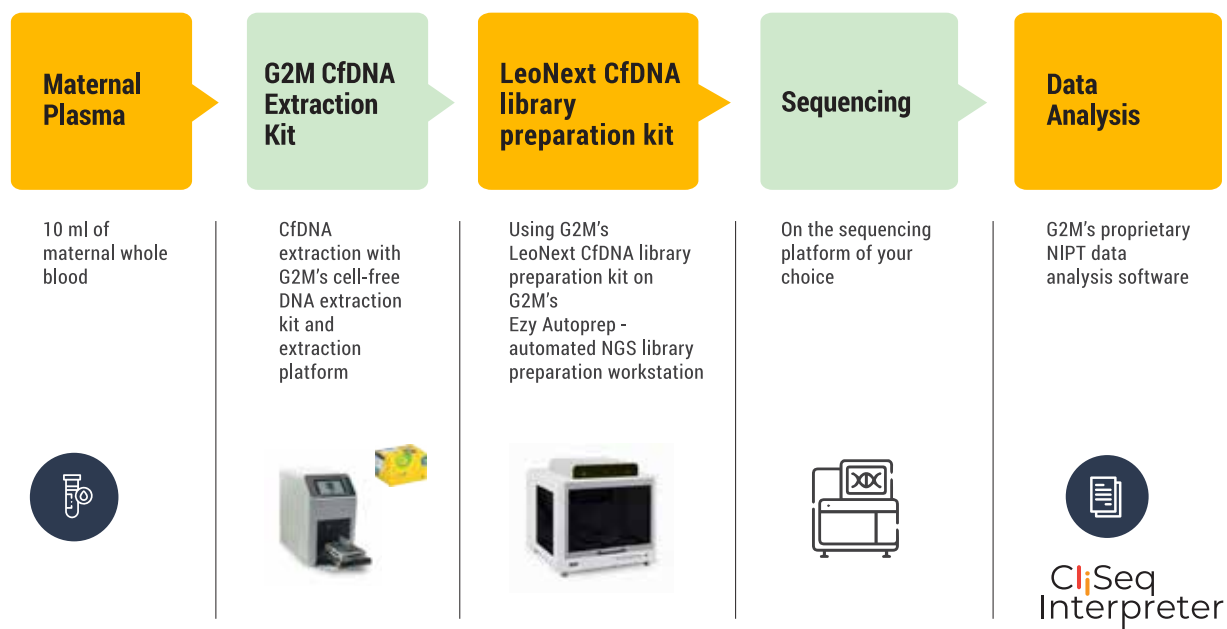 Maternal
Plasma
G2M CfDNA
Extraction
Kit
LeoNext CfDNA
library
preparation kit
Sequencing
Data
Analysis
10 ml of
maternal whole
blood
CfDNA
extraction with
G2M's cell-free
DNA extraction
kit and
extraction
platform
Using G2M's
LeoNext CfDNA library
preparation kit on
G2M's
Ezy Autoprep -
automated NGS library
preparation workstation
On the sequencing
platform of your
choice
G2M's proprietary
NIPT data
analysis software
CliSeq
Interpreter